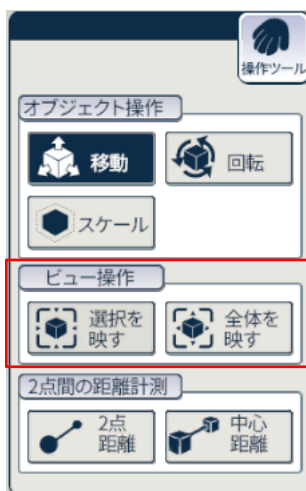 操作ツール
オブジェクト操作
移動
回転
スケール
ビュー操作
選択を
映す
全体を
映す
2点間の距離計測
2点
距離
中心
距離